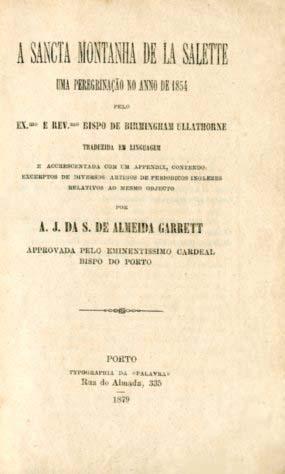 A SANCTA MONTANHA DE LA SALETTE
UMA PEREGRINAÇÃO NO ANNO DE 1854
PELO
EX.mo E REV.mo BISPO DE BIRMINGHAM ULLATHORNE
TRADUZIDA EM LINGUAGEM
E ACCRESCENTADA COM UM APPENDIX, CONTENDO:
EXCERPTOS DE DIVERSOS ARTIGOS DE PERIODICOS INGLEZES
RELATIVOS AO MESMO OBJECTO
POR
A. J. DA S. DE ALMEIDA GARRETT
APPROVADA PELO EMINENTISSIMO CARDEAL
BISPO DO PORTO
PORTO
TYPOGRAPHIA DA «PALAVRA»
Rua do Almada, 335
1879